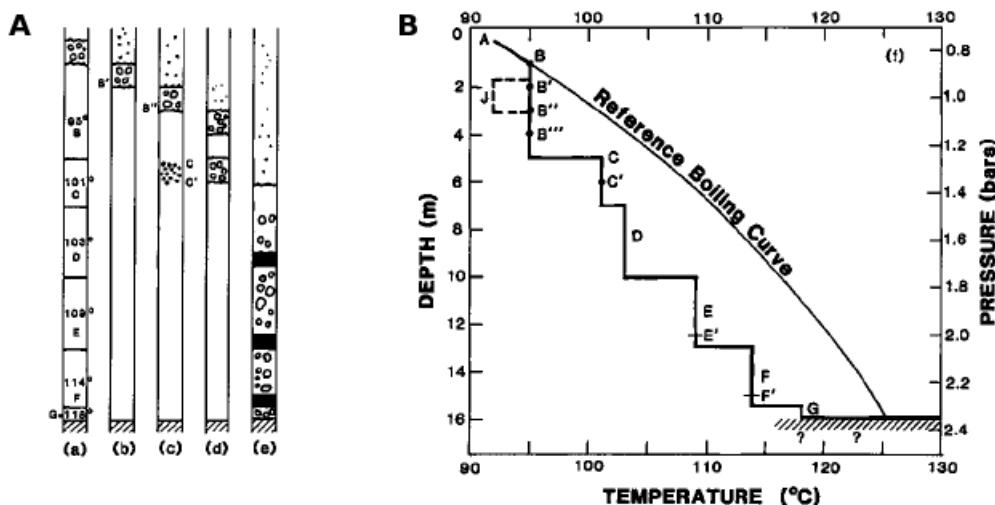 A
B'
95°
B
101°
C
103°
D
109°
E
114°
F
G=118°
B''
C
C'
(a) (b) (c) (d) (e)
B
80 100 110 120 130
0
2
4
6
8
10
12
14
16
DEPTH (m)
A
B
B'
B''
B'''
J
C
C'
D
E
E'
F
F'
G
? ?
Reference Boiling Curve
(f)
0.8
1.0
1.2
1.4
1.6
1.8
2.0
2.2
2.4
PRESSURE (bars)
90 100 110 120 130
TEMPERATURE (°C)